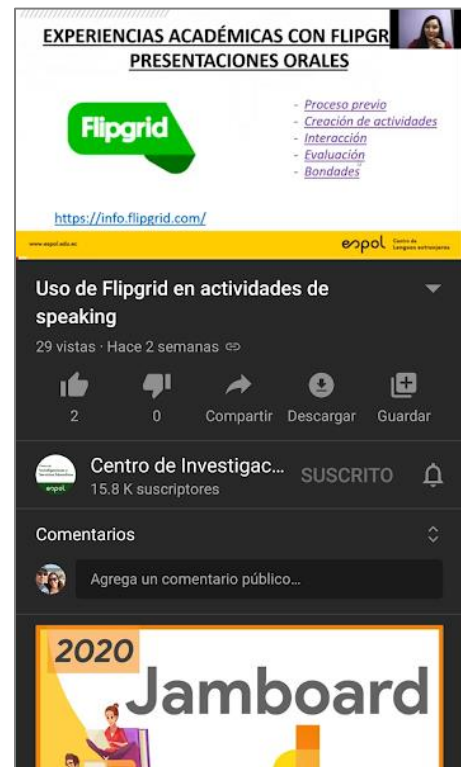 EXPERIENCIAS ACADÉMICAS CON FLIPGR
PRESENTACIONES ORALES
Flipgrid
- Proceso previo
- Creación de actividades
- Interacción
- Evaluación
- Bondades
https://info.flipgrid.com/
www.espol.edu.ec
espol Centro de
Lenguas extranjeras
Uso de Flipgrid en actividades de
speaking
29 vistas · Hace 2 semanas
2
0
Compartir
Descargar
Guardar
espol
Centro de Investigac...
15.8 K suscriptores
SUSCRITO
Comentarios
Agrega un comentario público...
2020
Jamboard